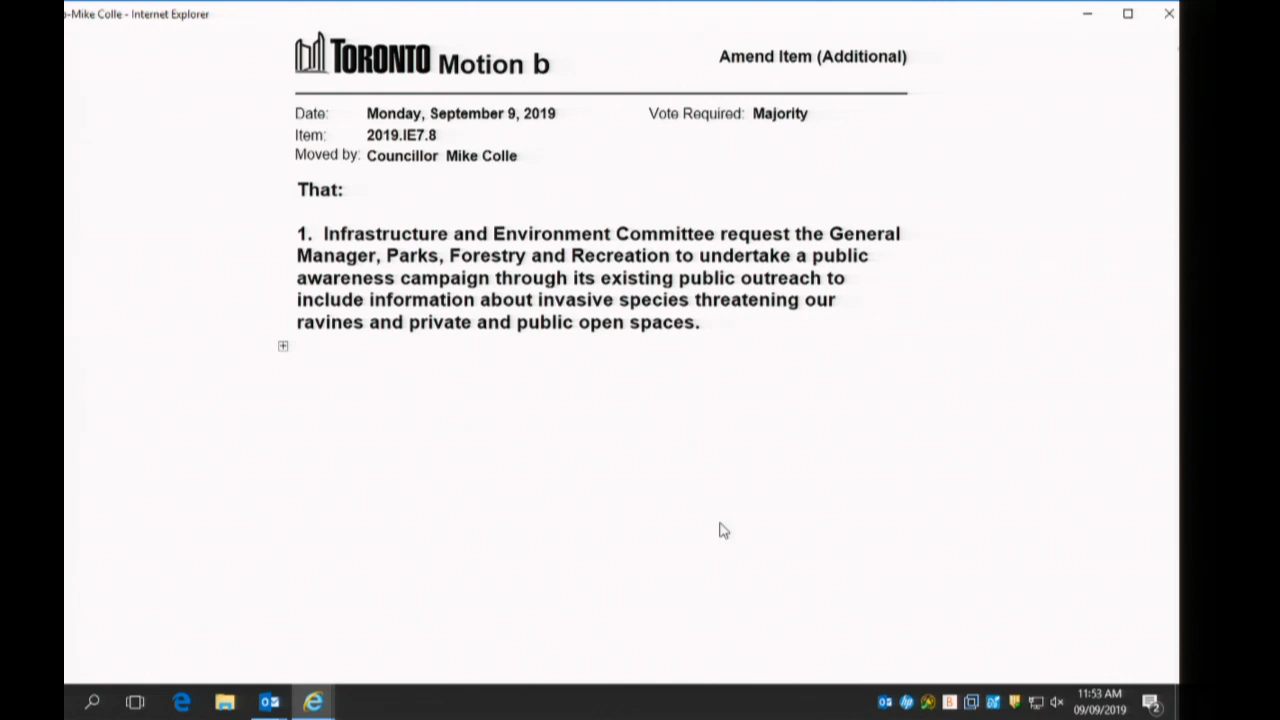 -Mike Colle - Internet Explorer
TORONTO Motion b
Amend Item (Additional)
Date: Monday, September 9, 2019
Vote Required: Majority
Item: 2019.IE7.8
Moved by: Councillor Mike Colle
That:
1. Infrastructure and Environment Committee request the General
Manager, Parks, Forestry and Recreation to undertake a public
awareness campaign through its existing public outreach to
include information about invasive species threatening our
ravines and private and public open spaces.
11:53 AM
09/09/2019
2